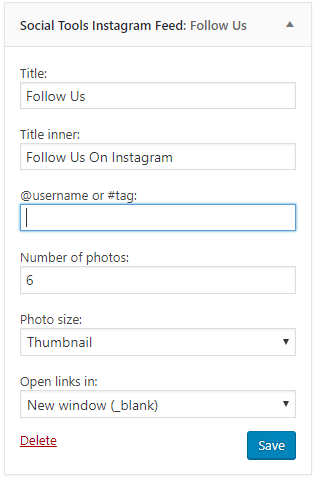 Social Tools Instagram Feed: Follow Us
Title:
Follow Us
Title inner:
Follow Us On Instagram
@username or #tag:
Number of photos:
6
Photo size:
Thumbnail
Open links in:
New window (_blank)
Delete
Save